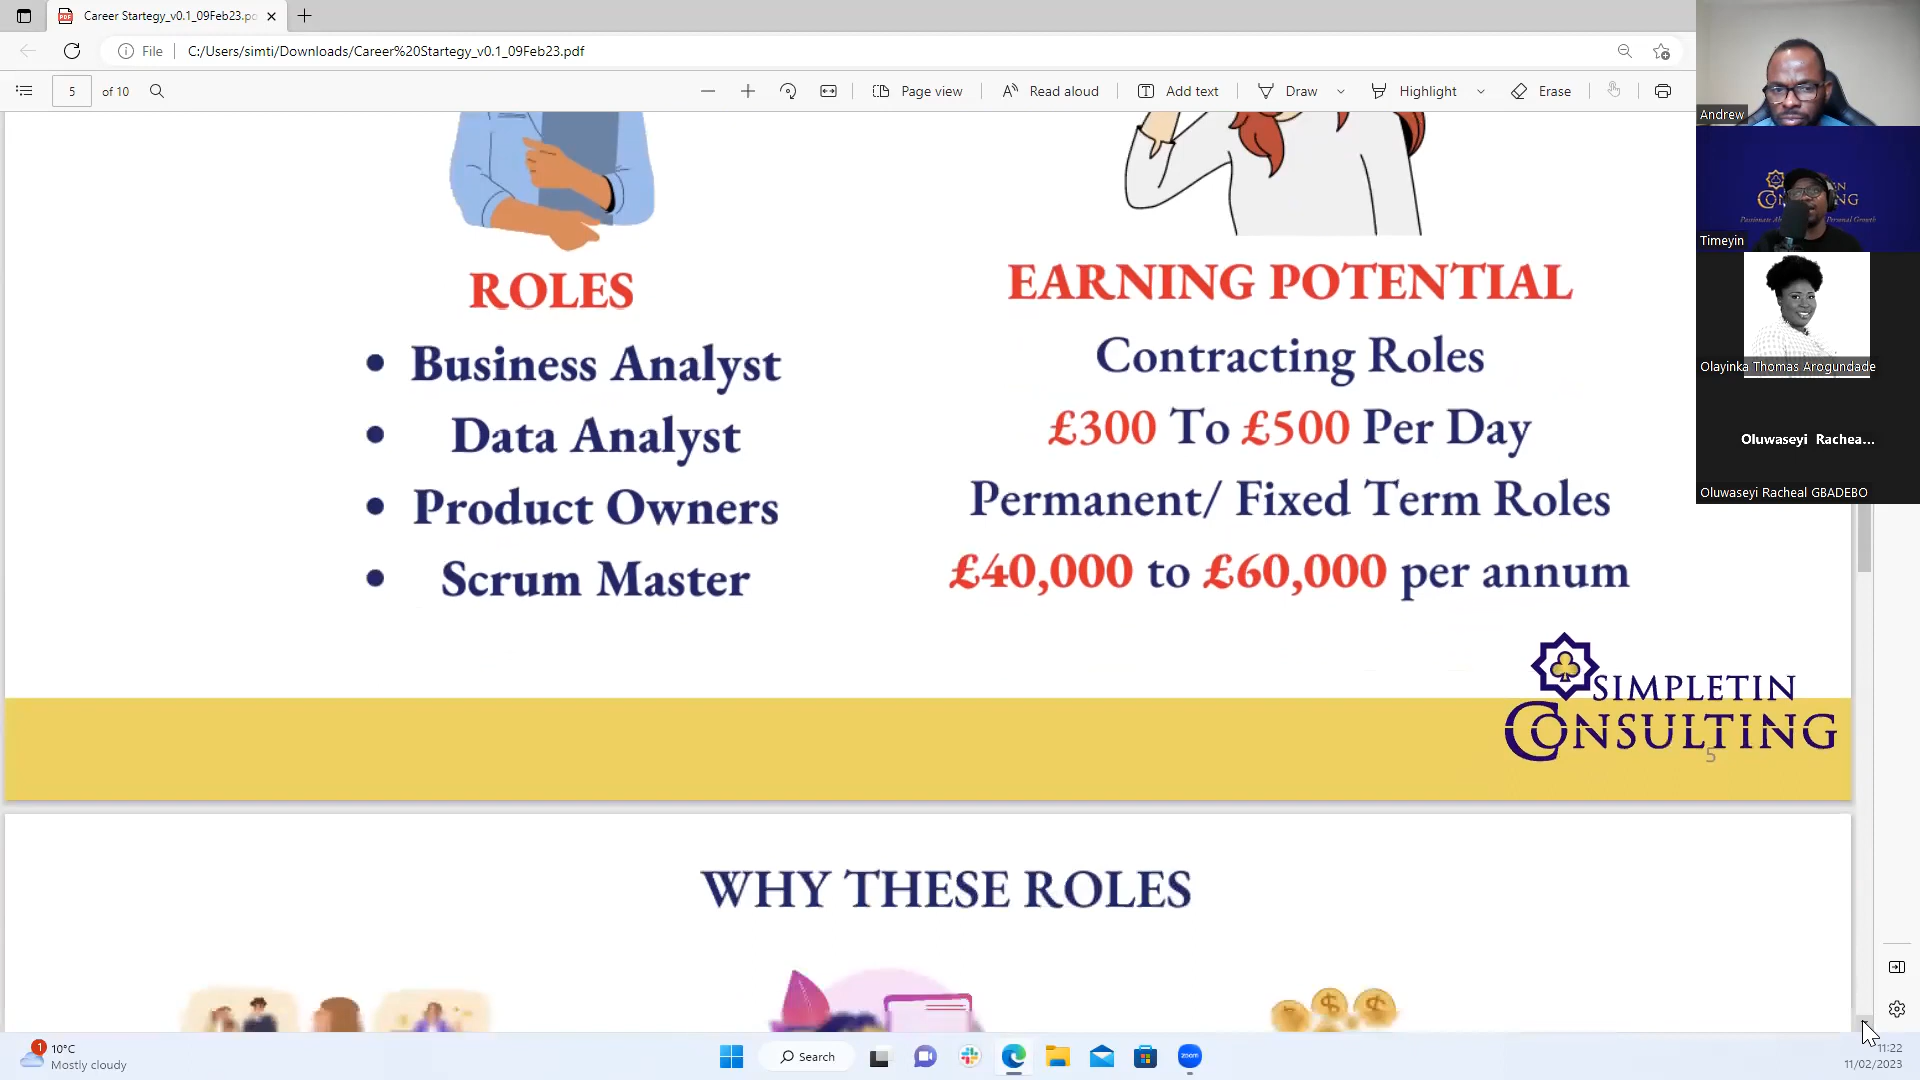 Career Startegy_v0.1_09Feb23.pd
File
C:/Users/simti/Downloads/Career%20Startegy_v0.1_09Feb23.pdf
5 of 10
Page view
Read aloud
Add text
Draw
Highlight
Erase
Andrew
Timeyin
Olayinka Thomas Arogundade
Oluwaseyi Rachea...
Oluwaseyi Racheal GBADEBO
ROLES
• Business Analyst
• Data Analyst
• Product Owners
• Scrum Master
EARNING POTENTIAL
Contracting Roles
£300 To £500 Per Day
Permanent/ Fixed Term Roles
£40,000 to £60,000 per annum
SIMPLETIN
CONSULTING
5
WHY THESE ROLES
1
10°C
Mostly cloudy
Search
zoom
11:22
11/02/2023